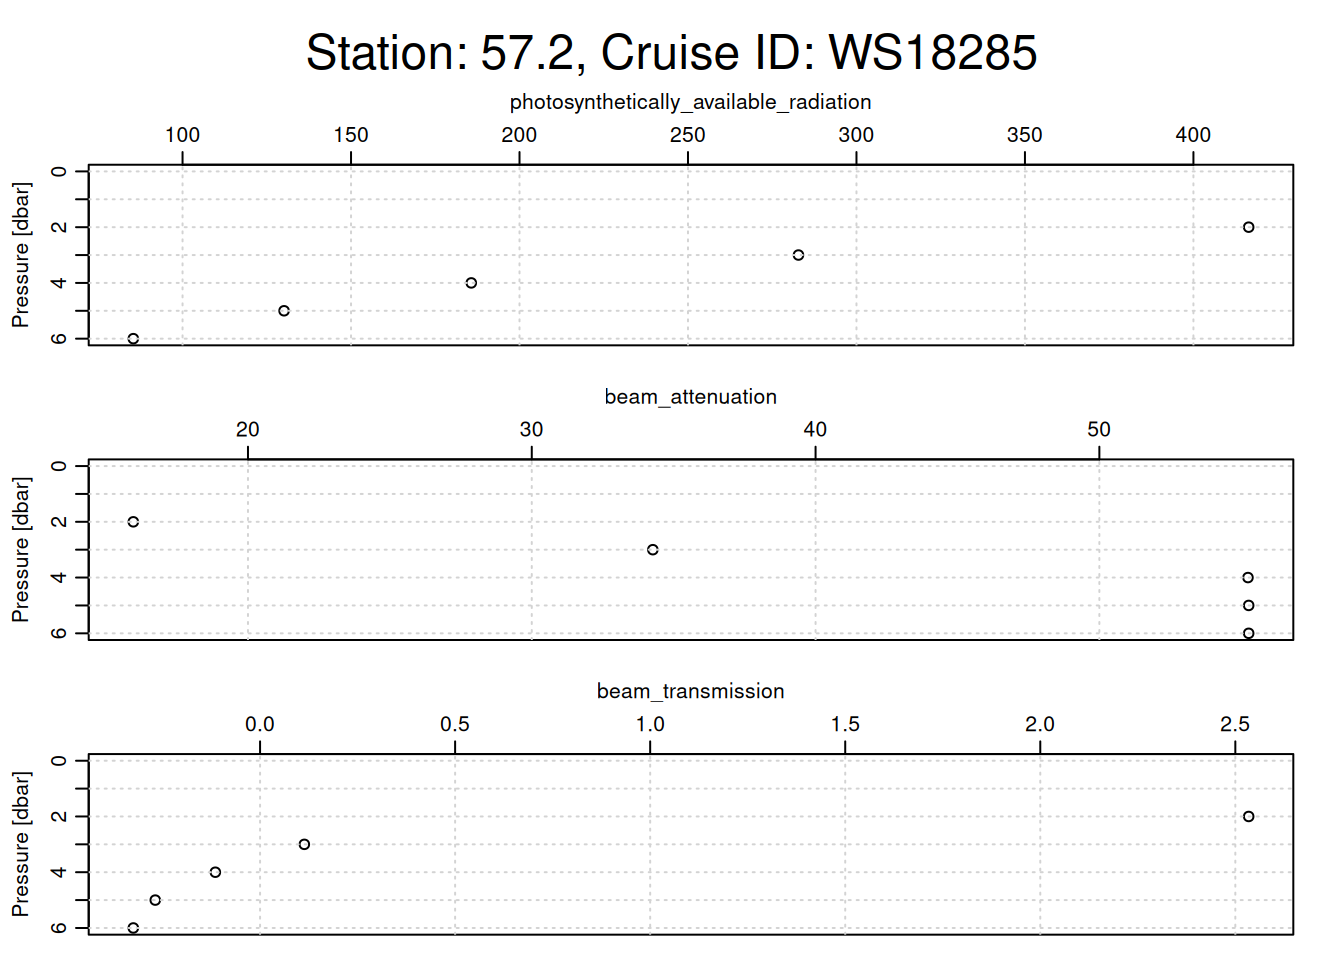 Station: 57.2, Cruise ID: WS18285
photosynthetically_available_radiation
100 150 200 250 300 350 400
Pressure [dbar]
0
2
4
6
beam_attenuation
20 30 40 50
Pressure [dbar]
0
2
4
6
beam_transmission
0.0 0.5 1.0 1.5 2.0 2.5
Pressure [dbar]
0
2
4
6